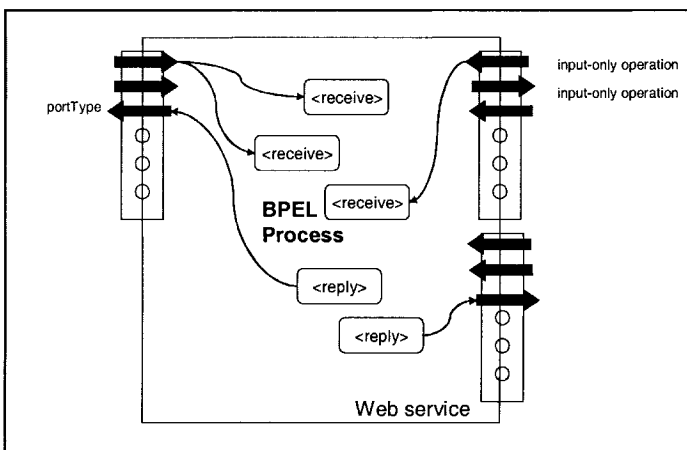 input-only operation
<receive>
input-only operation
portType
<receive>
<receive>
BPEL
Process
<reply>
<reply>
Web service